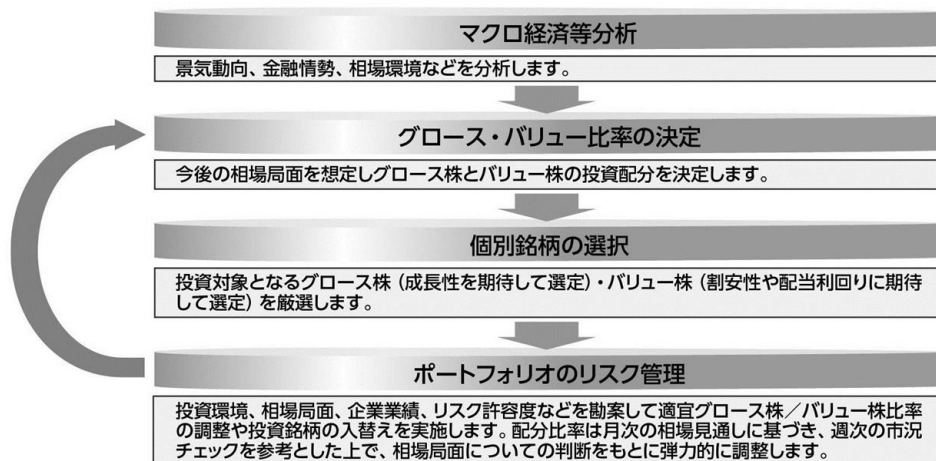 マクロ経済等分析
景気動向、金融情勢、相場環境などを分析します。
グロース・バリュー比率の決定
今後の相場局面を想定しグロース株とバリュー株の投資配分を決定します。
個別銘柄の選択
投資対象となるグロース株（成長性を期待して選定）・バリュー株（割安性や配当利回りに期待
して選定）を厳選します。
ポートフォリオのリスク管理
投資環境、相場局面、企業業績、リスク許容度などを勘案して適宜グロース株／バリュー株比率
の調整や投資銘柄の入替えを実施します。配分比率は月次の相場見通しに基づき、週次の市況
チェックを参考とした上で、相場局面についての判断をもとに弾力的に調整します。